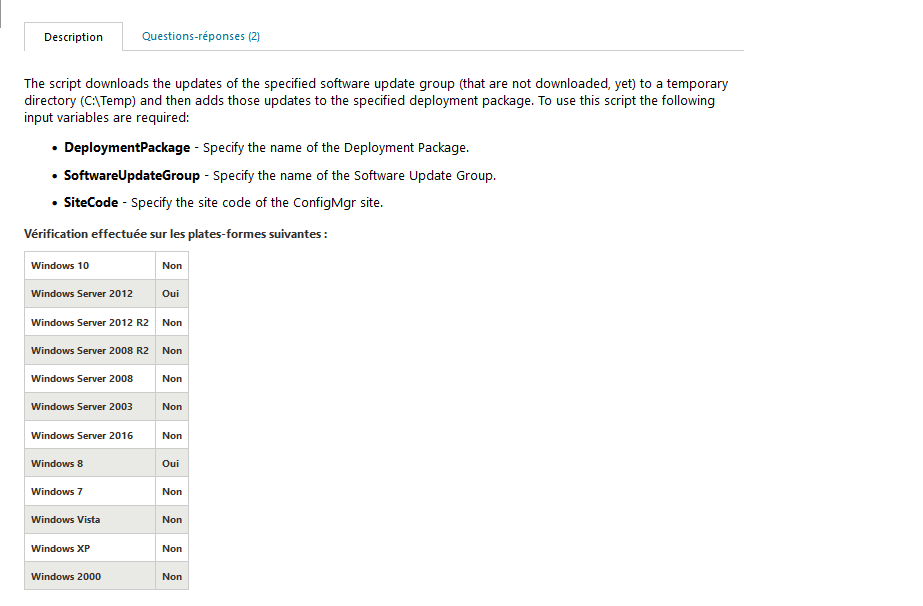 Description
Questions-réponses (2)
The script downloads the updates of the specified software update group (that are not downloaded, yet) to a temporary
directory (C:\Temp) and then adds those updates to the specified deployment package. To use this script the following
input variables are required:
• DeploymentPackage - Specify the name of the Deployment Package.
• SoftwareUpdateGroup - Specify the name of the Software Update Group.
• SiteCode - Specify the site code of the ConfigMgr site.
Vérification effectuée sur les plates-formes suivantes :
Windows 10 Non
Windows Server 2012 Oui
Windows Server 2012 R2 Non
Windows Server 2008 R2 Non
Windows Server 2008 Non
Windows Server 2003 Non
Windows Server 2016 Non
Windows 8 Oui
Windows 7 Non
Windows Vista Non
Windows XP Non
Windows 2000 Non